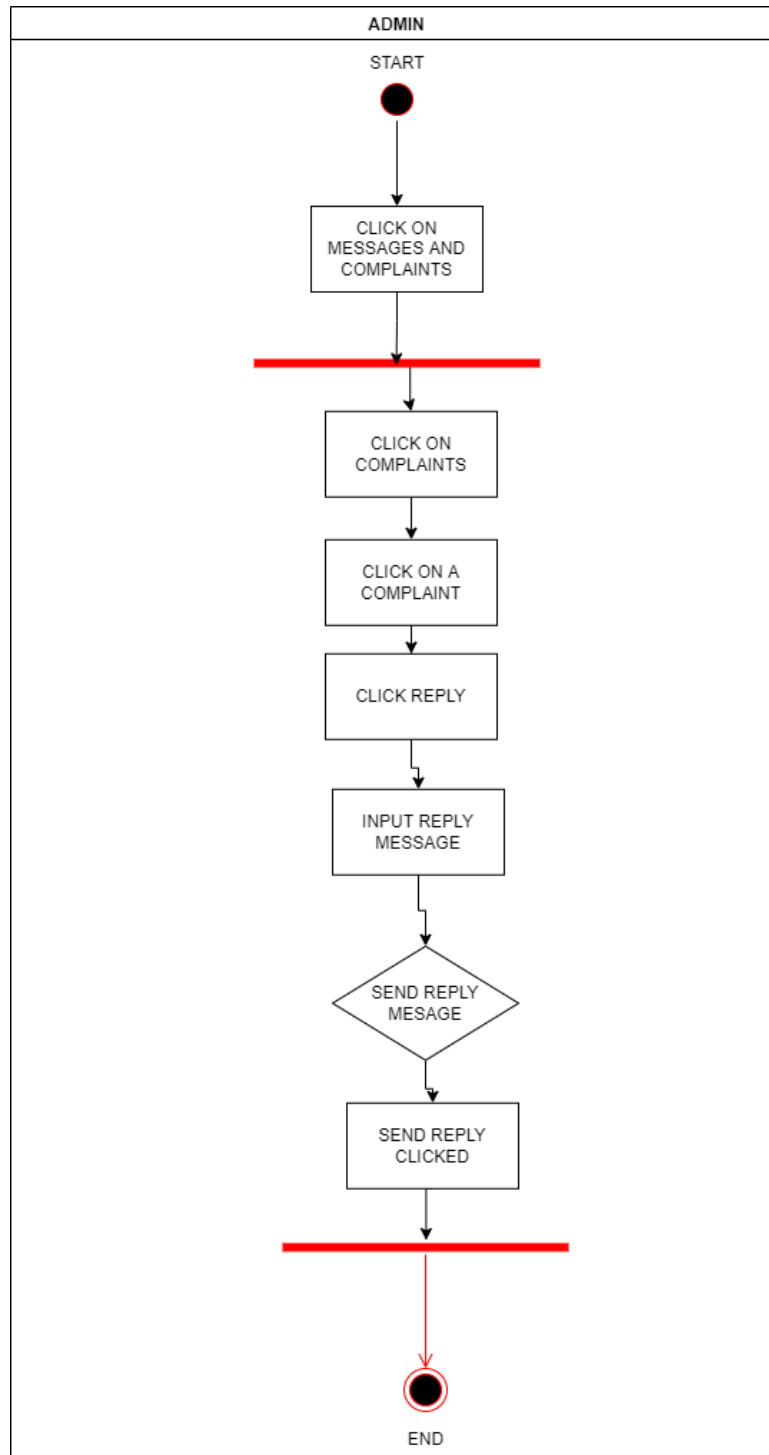 ADMIN
START
CLICK ON
MESSAGES AND
COMPLAINTS
CLICK ON
COMPLAINTS
CLICK ON A
COMPLAINT
CLICK REPLY
INPUT REPLY
MESSAGE
SEND REPLY
MESAGE
SEND REPLY
CLICKED
END